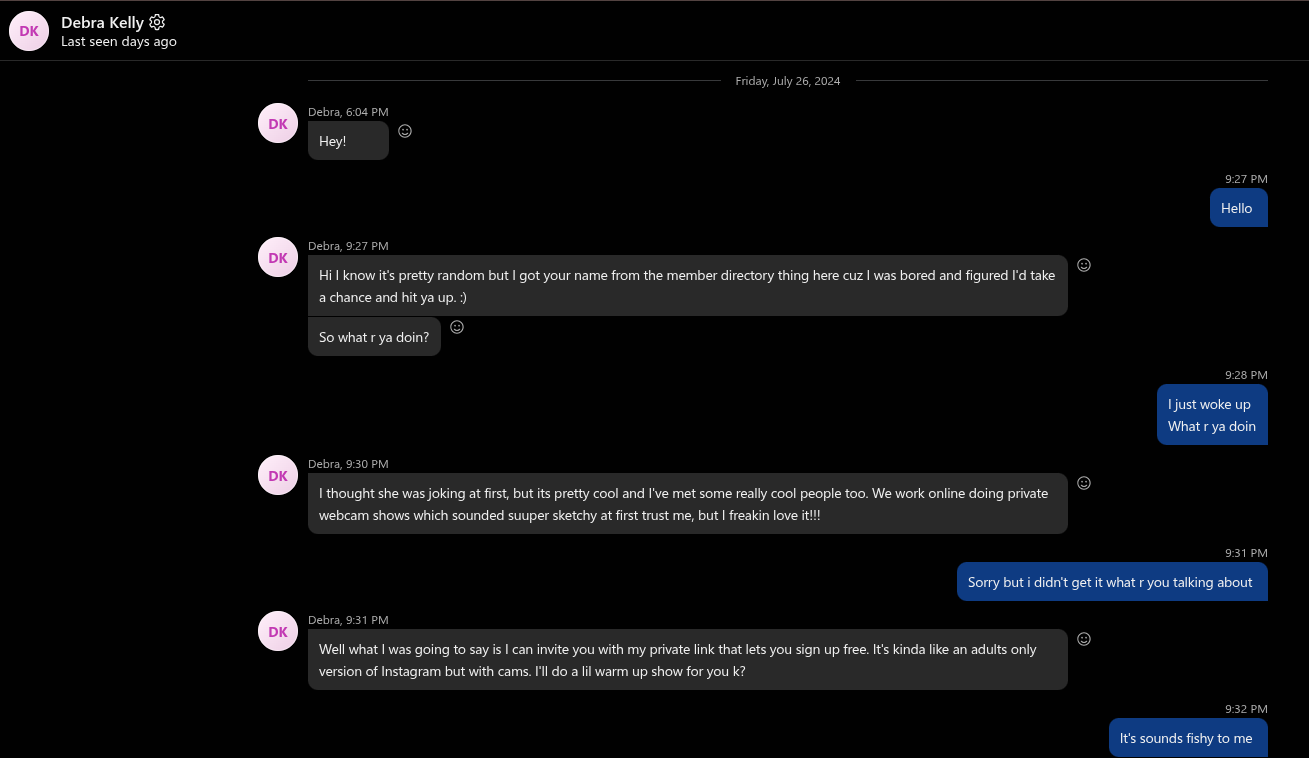 DK
Debra Kelly
Last seen days ago
Friday, July 26, 2024
Debra, 6:04 PM
DK
Hey!
9:27 PM
Hello
Debra, 9:27 PM
DK
Hi I know it's pretty random but I got your name from the member directory thing here cuz I was bored and figured I'd take
a chance and hit ya up. :)
So what r ya doin?
9:28 PM
I just woke up
What r ya doin
Debra, 9:30 PM
DK
I thought she was joking at first, but its pretty cool and I've met some really cool people too. We work online doing private
webcam shows which sounded suuper sketchy at first trust me, but I freakin love it!!!
9:31 PM
Sorry but i didn't get it what r you talking about
Debra, 9:31 PM
DK
Well what I was going to say is I can invite you with my private link that lets you sign up free. It's kinda like an adults only
version of Instagram but with cams. I'll do a lil warm up show for you k?
9:32 PM
It's sounds fishy to me